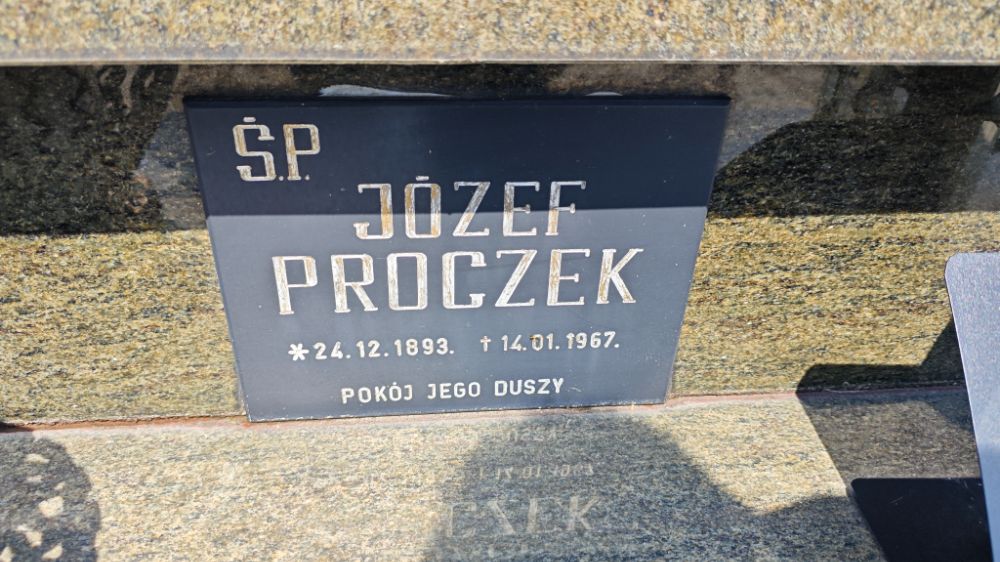 Ś.P.
JÓZEF
PROCZEK
*24.12.1893. †14.01.1967.
POKÓJ JEGO DUSZY